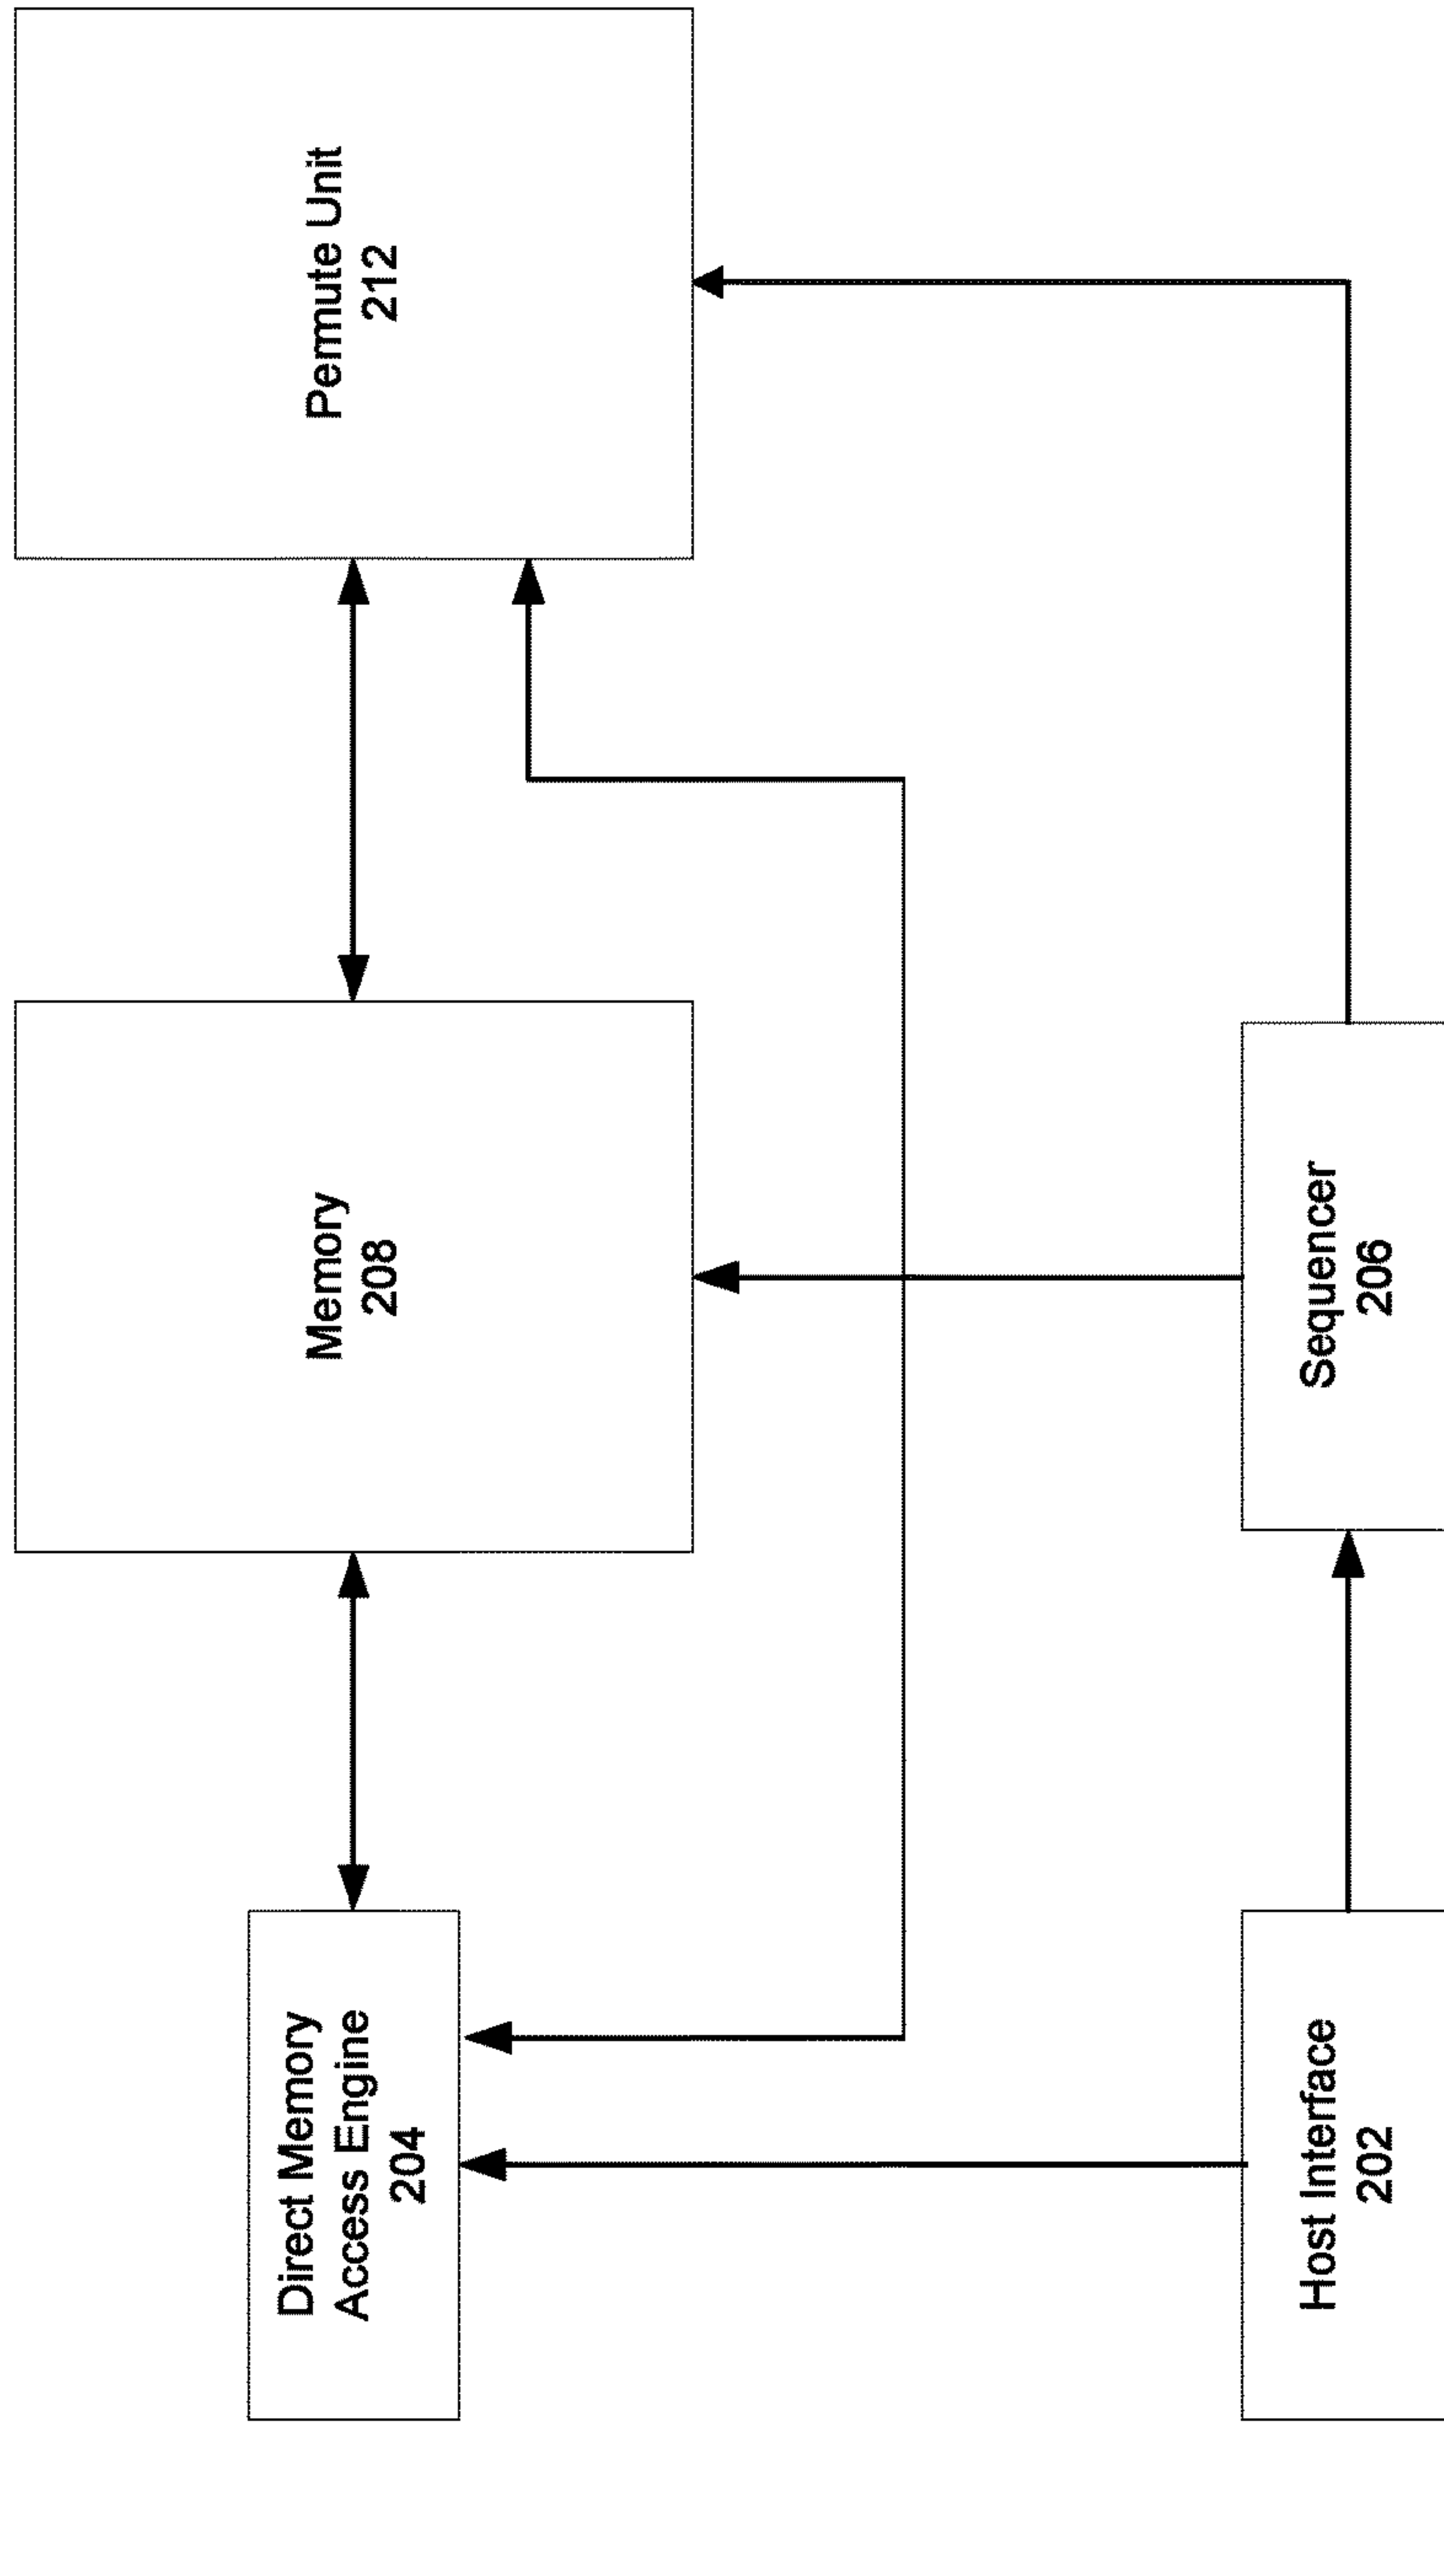 Direct Memory
Access Engine
204
Memory
208
Permute Unit
212
Host Interface
202
Sequencer
206